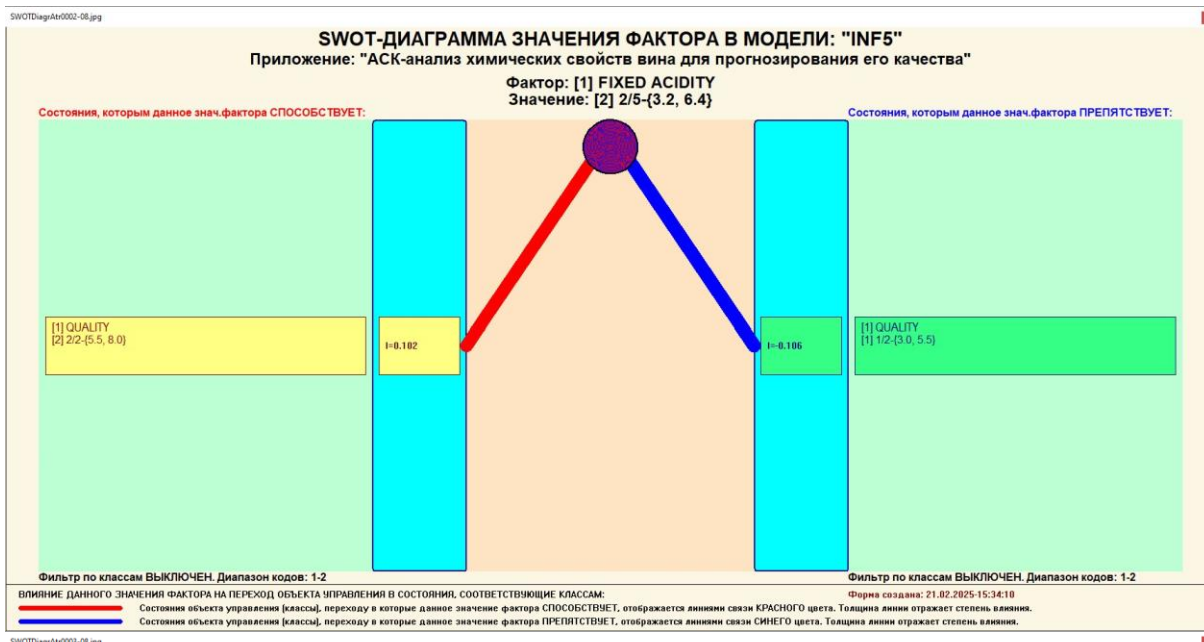 SWOTDiagrAtr0002-08.jpg
SWOT-ДИАГРАММА ЗНАЧЕНИЯ ФАКТОРА В МОДЕЛИ: "INF5"
Приложение: "АСК-анализ химических свойств вина для прогнозирования его качества"
Фактор: [1] FIXED ACIDITY
Значение: [2] 2/5-{3.2, 6.4}
Состояния, которым данное знач.фактора СПОСОБСТВУЕТ:
Состояния, которым данное знач.фактора ПРЕПЯТСТВУЕТ:
[1] QUALITY
[2] 2/2-{5.5, 8.0}
I=0.102
I=-0.106
[1] QUALITY
[1] 1/2-{3.0, 5.5}
Фильтр по классам ВЫКЛЮЧЕН. Диапазон кодов: 1-2
Фильтр по классам ВЫКЛЮЧЕН. Диапазон кодов: 1-2
ВЛИЯНИЕ ДАННОГО ЗНАЧЕНИЯ ФАКТОРА НА ПЕРЕХОД ОБЪЕКТА УПРАВЛЕНИЯ В СОСТОЯНИЯ, СООТВЕТСТВУЮЩИЕ КЛАССАМ:
Форма создана: 21.02.2025-15:34:10
Состояния объекта управления (классы), переходу в которые данное значение фактора СПОСОБСТВУЕТ, отображается линиями связи КРАСНОГО цвета. Толщина линии отражает степень влияния.
Состояния объекта управления (классы), переходу в которые данное значение фактора ПРЕПЯТСТВУЕТ, отображается линиями связи СИНЕГО цвета. Толщина линии отражает степень влияния.
SWOTDiagrAtr0003-08.jpg